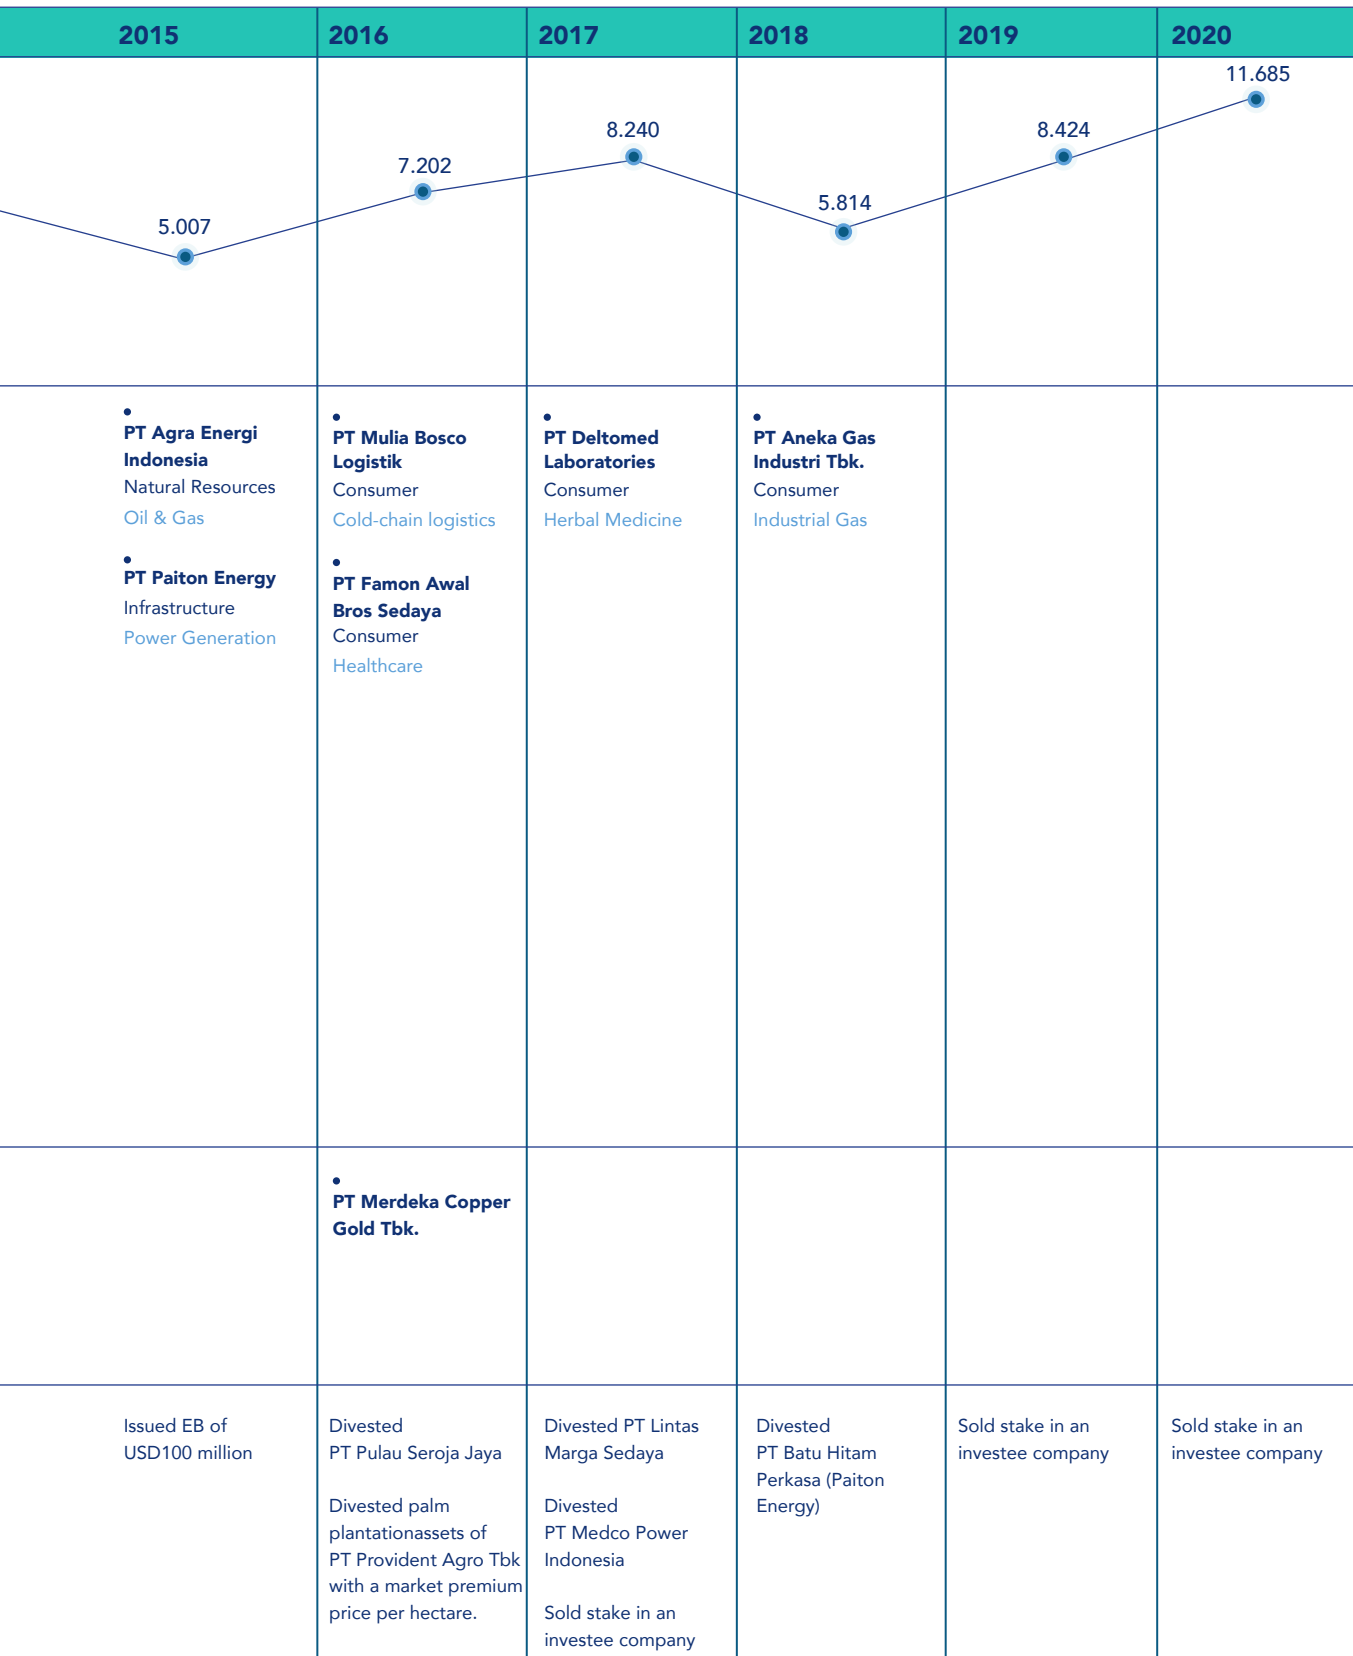 2015
2016
2017
2018
2019
2020
5.007
7.202
8.240
5.814
8.424
11.685
PT Agra Energi
Indonesia
Natural Resources
Oil & Gas
PT Paiton Energy
Infrastructure
Power Generation
PT Mulia Bosco
Logistik
Consumer
Cold-chain logistics
PT Famon Awal
Bros Sedaya
Consumer
Healthcare
PT Deltomed
Laboratories
Consumer
Herbal Medicine
PT Aneka Gas
Industri Tbk.
Consumer
Industrial Gas
PT Merdeka Copper
Gold Tbk.
Issued EB of
USD100 million
Divested
PT Pulau Seroja Jaya
Divested palm
plantationassets of
PT Provident Agro Tbk
with a market premium
price per hectare.
Divested PT Lintas
Marga Sedaya
Divested
PT Medco Power
Indonesia
Sold stake in an
investee company
Divested
PT Batu Hitam
Perkasa (Paiton
Energy)
Sold stake in an
investee company
Sold stake in an
investee company